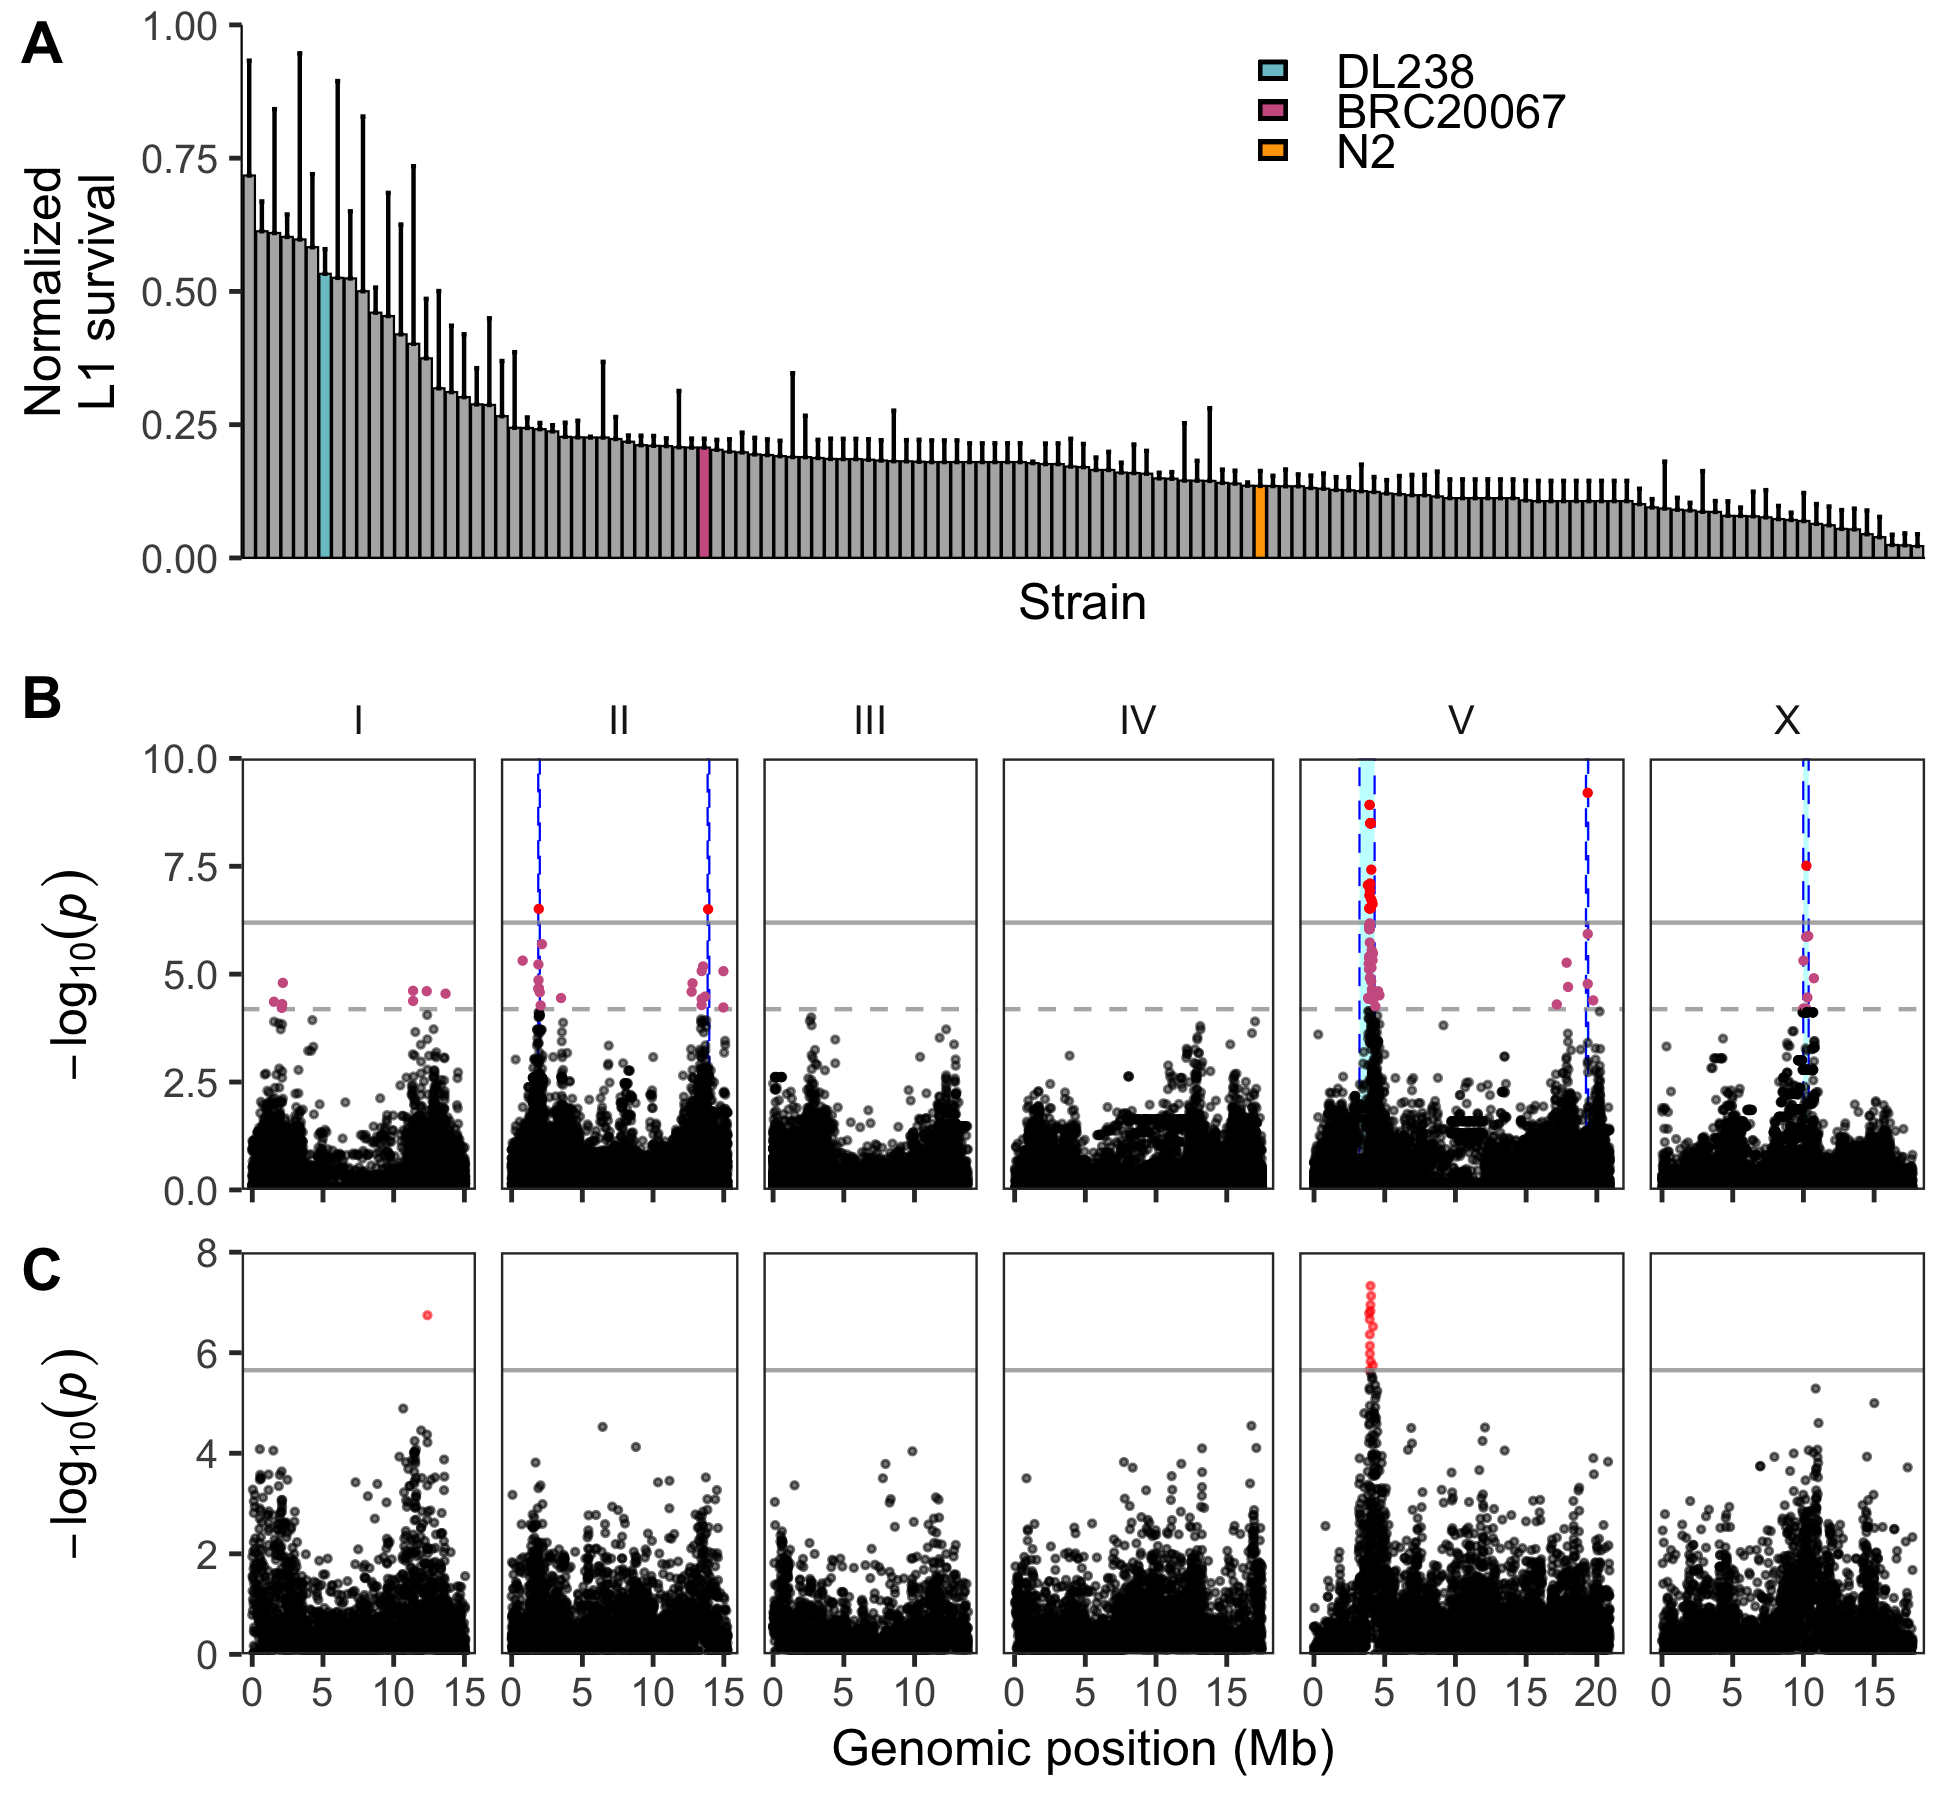 A
1.00
0.75
0.50
0.25
0.00
Normalized
L1 survival
DL238
BRC20067
N2
Strain
B
I II III IV V X
10.0
7.5
5.0
2.5
0.0
−log10(p)
C
8
6
4
2
0
−log10(p)
0 5 10 15 0 5 10 15 0 5 10 0 5 10 15 0 5 10 15 20 0 5 10 15
Genomic position (Mb)